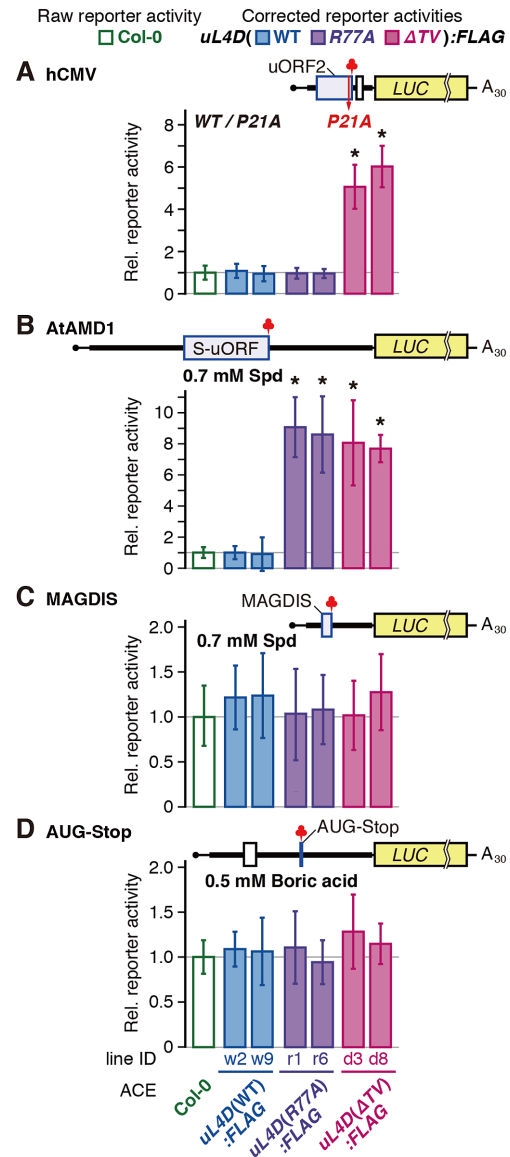 Raw reporter activity Corrected reporter activities
Col-0 uL4D( WT R77A ΔTV):FLAG
A hCMV
uORF2
LUC A30
WT / P21A P21A
Rel. reporter activity
8
6
4
2
0
* *
B AtAMD1
S-uORF LUC A30
0.7 mM Spd
Rel. reporter activity
10
8
6
4
2
0
* * * *
C MAGDIS
MAGDIS
LUC A30
0.7 mM Spd
Rel. reporter activity
2.0
1.5
1.0
0.5
0
D AUG-Stop
AUG-Stop
LUC A30
0.5 mM Boric acid
Rel. reporter activity
2.0
1.5
1.0
0.5
0
line ID w2 w9 r1 r6 d3 d8
ACE
Col-0
uL4D(WT)
:FLAG
uL4D(R77A)
:FLAG
uL4D(ΔTV)
:FLAG